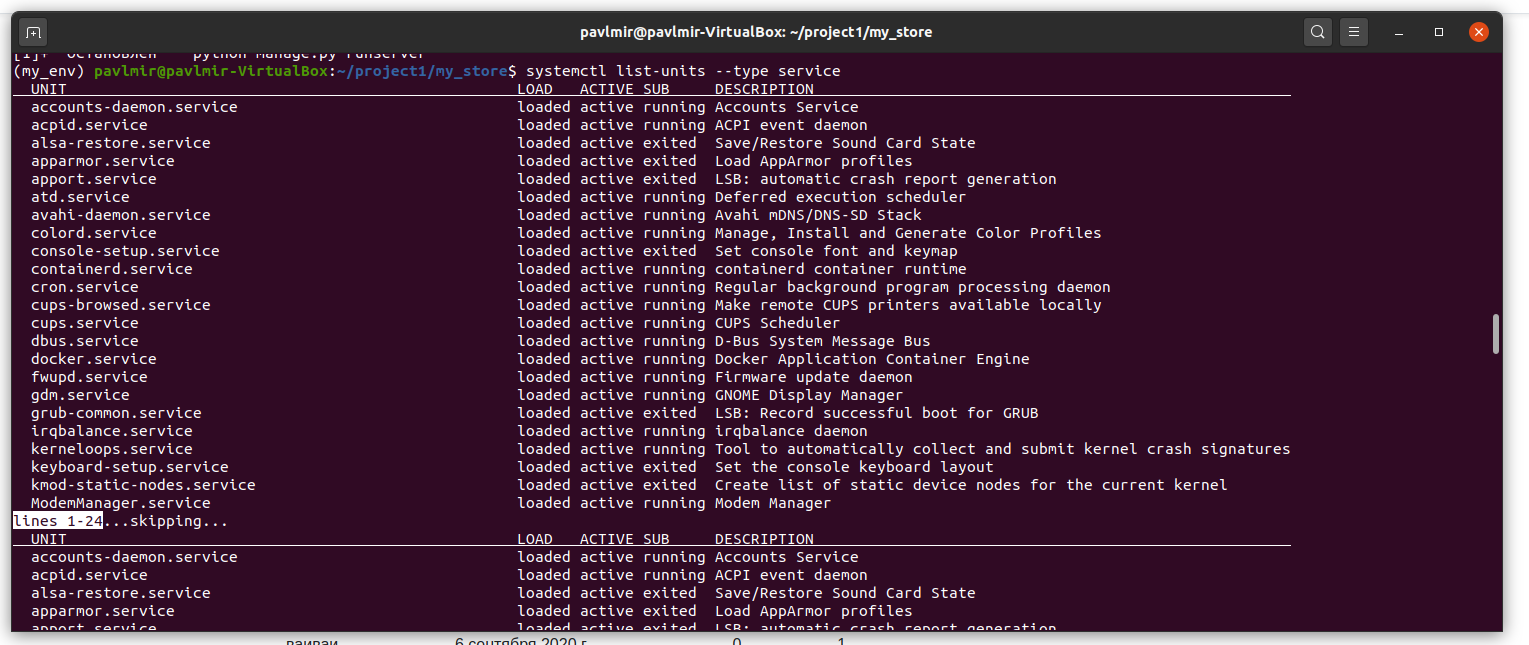 pavlmir@pavlmir-VirtualBox: ~/project1/my_store
[1]+  Остановлен    python manage.py runserver
(my_env) pavlmir@pavlmir-VirtualBox:~/project1/my_store$ systemctl list-units --type service
UNIT LOAD ACTIVE SUB DESCRIPTION
accounts-daemon.service loaded active running Accounts Service
acpid.service loaded active running ACPI event daemon
alsa-restore.service loaded active exited Save/Restore Sound Card State
apparmor.service loaded active exited Load AppArmor profiles
apport.service loaded active exited LSB: automatic crash report generation
atd.service loaded active running Deferred execution scheduler
avahi-daemon.service loaded active running Avahi mDNS/DNS-SD Stack
colord.service loaded active running Manage, Install and Generate Color Profiles
console-setup.service loaded active exited Set console font and keymap
containerd.service loaded active running containerd container runtime
cron.service loaded active running Regular background program processing daemon
cups-browsed.service loaded active running Make remote CUPS printers available locally
cups.service loaded active running CUPS Scheduler
dbus.service loaded active running D-Bus System Message Bus
docker.service loaded active running Docker Application Container Engine
fwupd.service loaded active running Firmware update daemon
gdm.service loaded active running GNOME Display Manager
grub-common.service loaded active exited LSB: Record successful boot for GRUB
irqbalance.service loaded active running irqbalance daemon
kerneloops.service loaded active running Tool to automatically collect and submit kernel crash signatures
keyboard-setup.service loaded active exited Set the console keyboard layout
kmod-static-nodes.service loaded active exited Create list of static device nodes for the current kernel
ModemManager.service loaded active running Modem Manager
lines 1-24...skipping...
UNIT LOAD ACTIVE SUB DESCRIPTION
accounts-daemon.service loaded active running Accounts Service
acpid.service loaded active running ACPI event daemon
alsa-restore.service loaded active exited Save/Restore Sound Card State
apparmor.service loaded active exited Load AppArmor profiles
apport.service loaded active exited LSB: automatic crash report generation
ваиваи 6 сентября 2020 г. 0 1